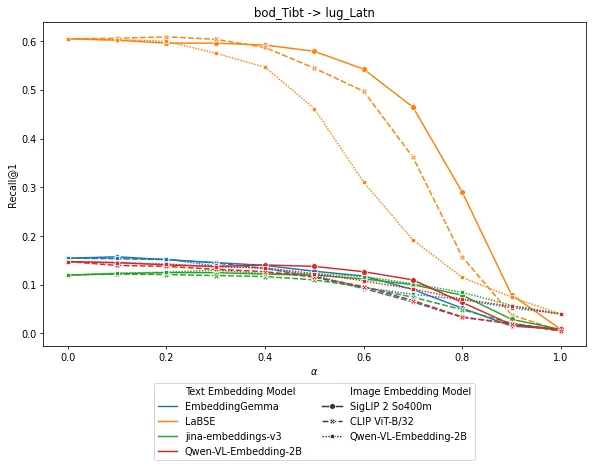 bod_Tibt -> lug_Latn
Recall@1
0.6
0.5
0.4
0.3
0.2
0.1
0.0
0.0 0.2 0.4 0.6 0.8 1.0
α
Text Embedding Model Image Embedding Model
EmbeddingGemma SigLIP 2 So400m
LaBSE CLIP ViT-B/32
jina-embeddings-v3 Qwen-VL-Embedding-2B
Qwen-VL-Embedding-2B